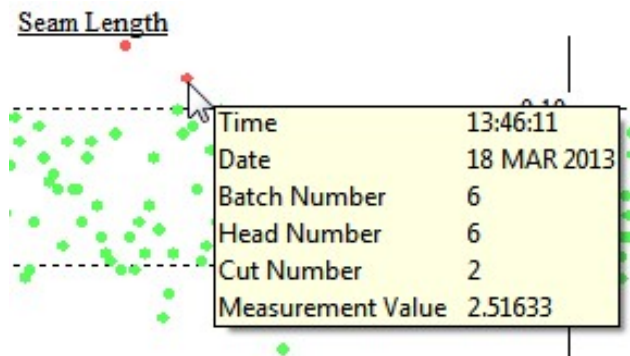 Seam Length
Time 13:46:11
Date 18 MAR 2013
Batch Number 6
Head Number 6
Cut Number 2
Measurement Value 2.51633